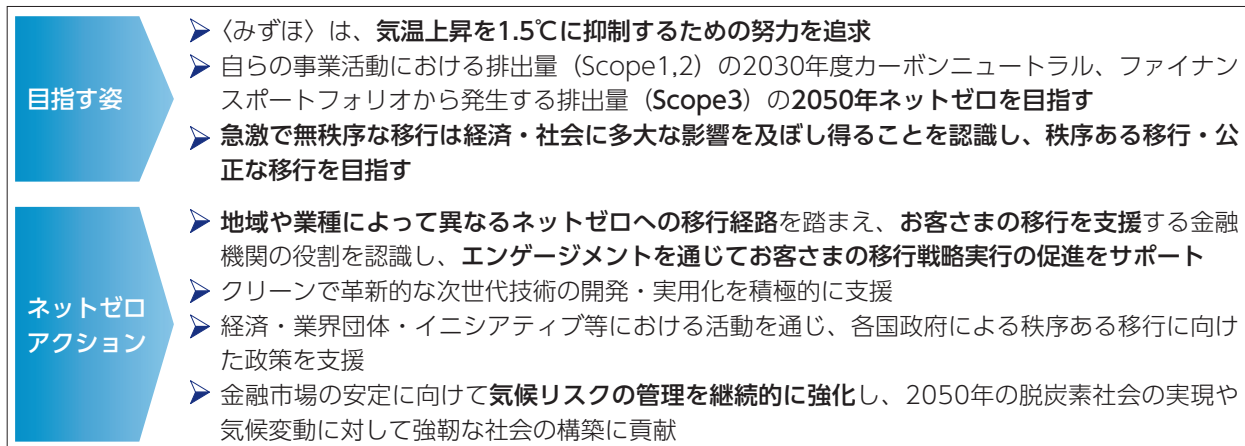 目指す姿
➤〈みずほ〉は、気温上昇を1.5℃に抑制するための努力を追求
➤自らの事業活動における排出量（Scope1,2）の2030年度カーボンニュートラル、ファイナン
スポートフォリオから発生する排出量（Scope3）の2050年ネットゼロを目指す
➤急激で無秩序な移行は経済・社会に多大な影響を及ぼし得ることを認識し、秩序ある移行・公
正な移行を目指す
ネットゼロ
アクション
➤地域や業種によって異なるネットゼロへの移行経路を踏まえ、お客さまの移行を支援する金融
機関の役割を認識し、エンゲージメントを通じてお客さまの移行戦略実行の促進をサポート
➤クリーンで革新的な次世代技術の開発・実用化を積極的に支援
➤経済・業界団体・イニシアティブ等における活動を通じ、各国政府による秩序ある移行に向け
た政策を支援
➤金融市場の安定に向けて気候リスクの管理を継続的に強化し、2050年の脱炭素社会の実現や
気候変動に対して強靭な社会の構築に貢献